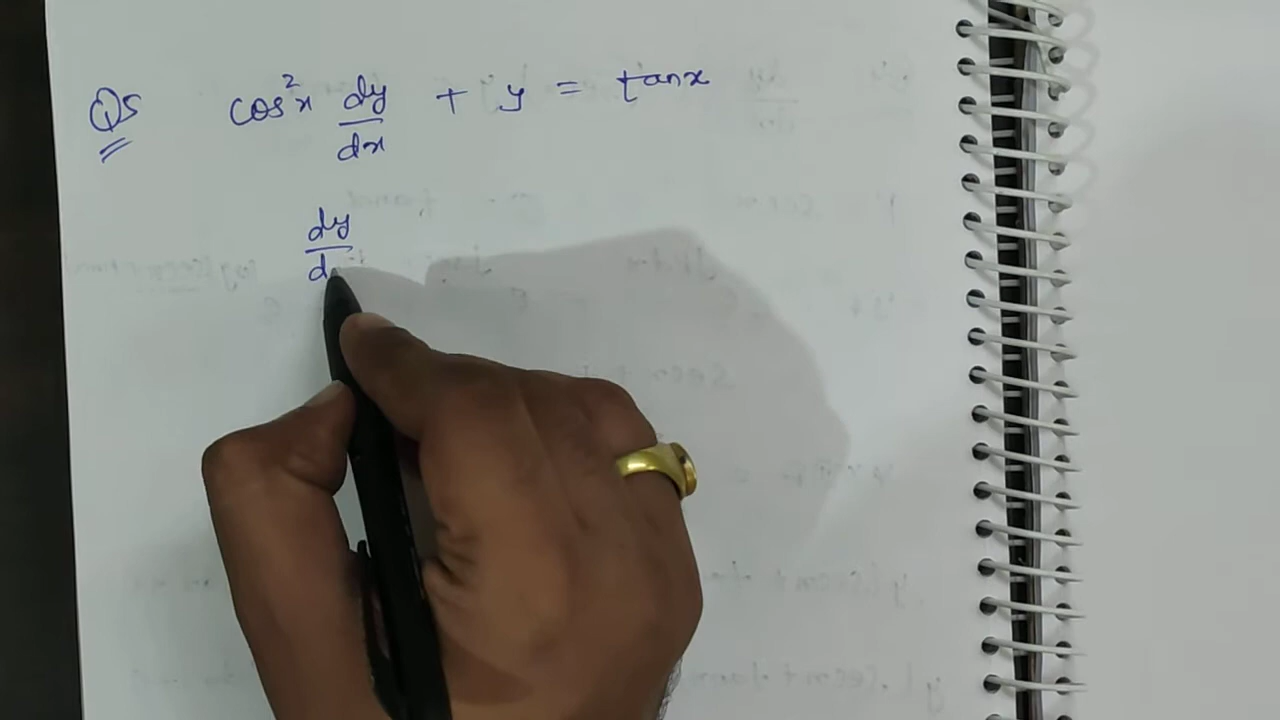 Q5 cos²x dy/dx + y = tanx
dy/d